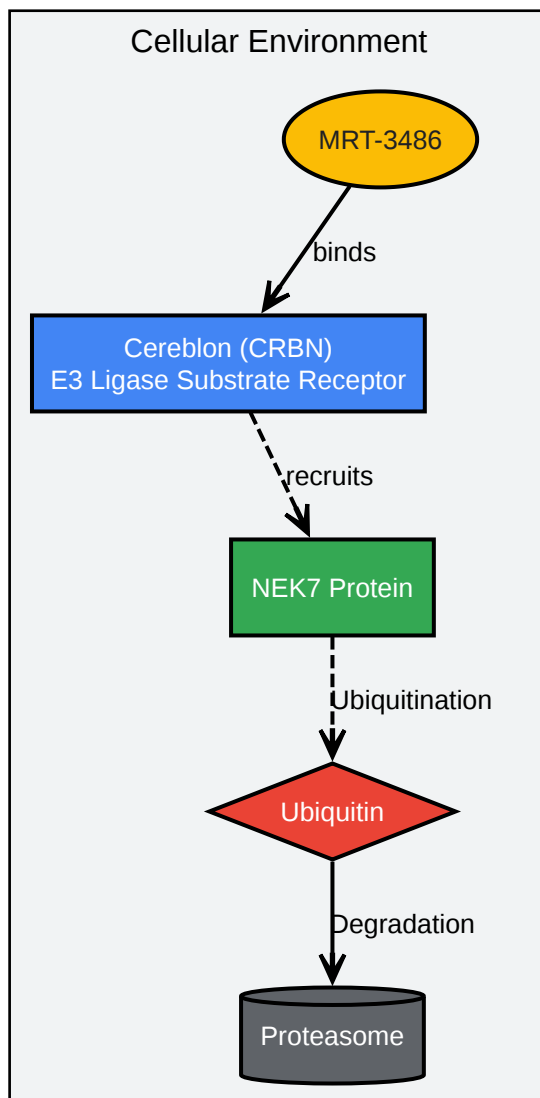 Cellular Environment
MRT-3486
binds
Cereblon (CRBN)
E3 Ligase Substrate Receptor
recruits
NEK7 Protein
Ubiquitination
Ubiquitin
Degradation
Proteasome